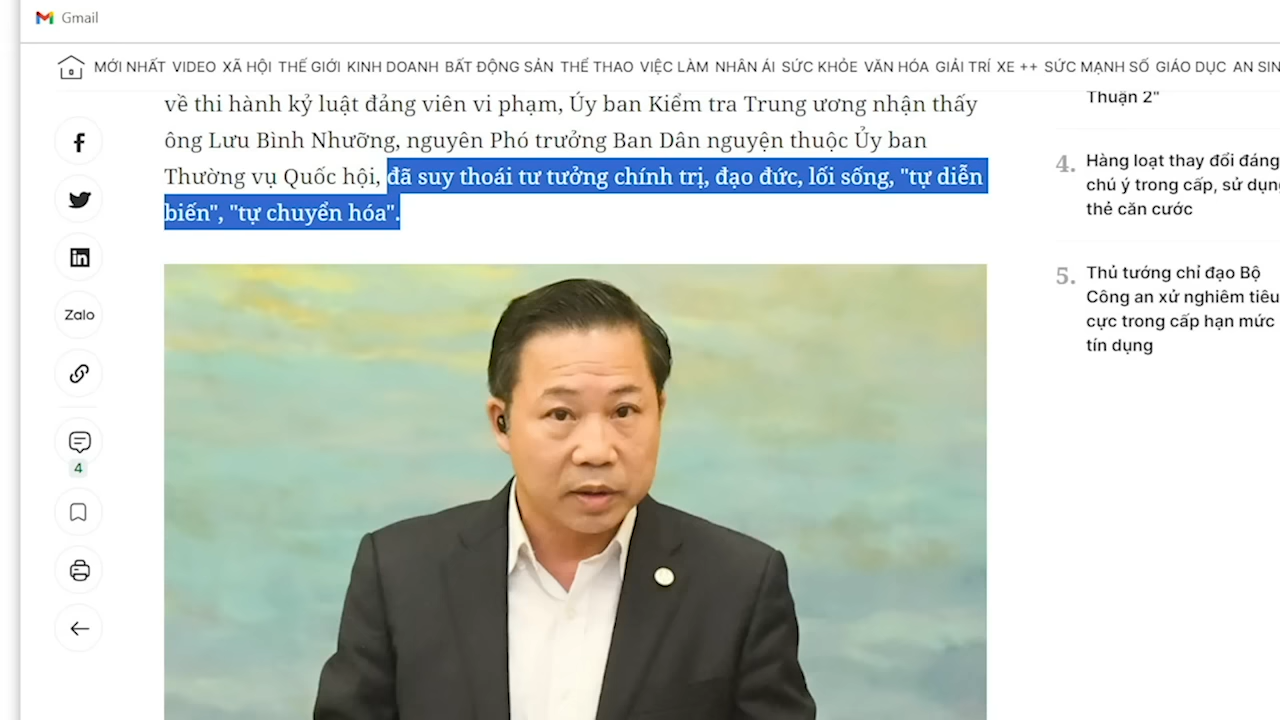 Gmail
MỚI NHẤT VIDEO XÃ HỘI THẾ GIỚI KINH DOANH BẤT ĐỘNG SẢN THỂ THAO VIỆC LÀM NHÂN ÁI SỨC KHỎE VĂN HÓA GIẢI TRÍ XE ++ SỨC MẠNH SỐ GIÁO DỤC AN SIN
về thi hành kỷ luật đảng viên vi phạm, Ủy ban Kiểm tra Trung ương nhận thấy
ông Lưu Bình Nhưỡng, nguyên Phó trưởng Ban Dân nguyện thuộc Ủy ban
Thường vụ Quốc hội, đã suy thoái tư tưởng chính trị, đạo đức, lối sống, "tự diễn
biến", "tự chuyển hóa".
Zalo
4
Thuận 2"
4.
Hàng loạt thay đổi đáng
chú ý trong cấp, sử dụng
thẻ căn cước
5.
Thủ tướng chỉ đạo Bộ
Công an xử nghiêm tiêu
cực trong cấp hạn mức
tín dụng